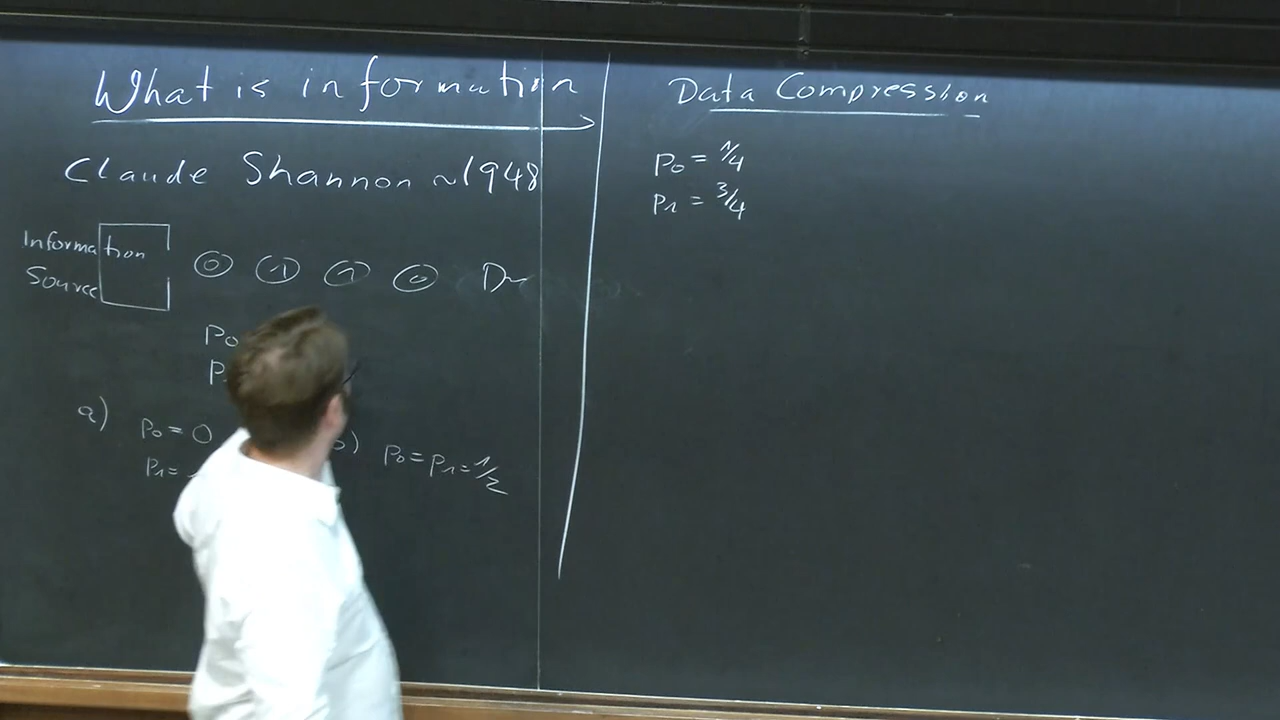 What is information
Claude Shannon ~1948
Information
Source
0 1 1 0
p0
p
a)
p0 = 0
p1 =
b)
p0 = p1 = 1/2
Data Compression
p0 = 1/4
p1 = 3/4